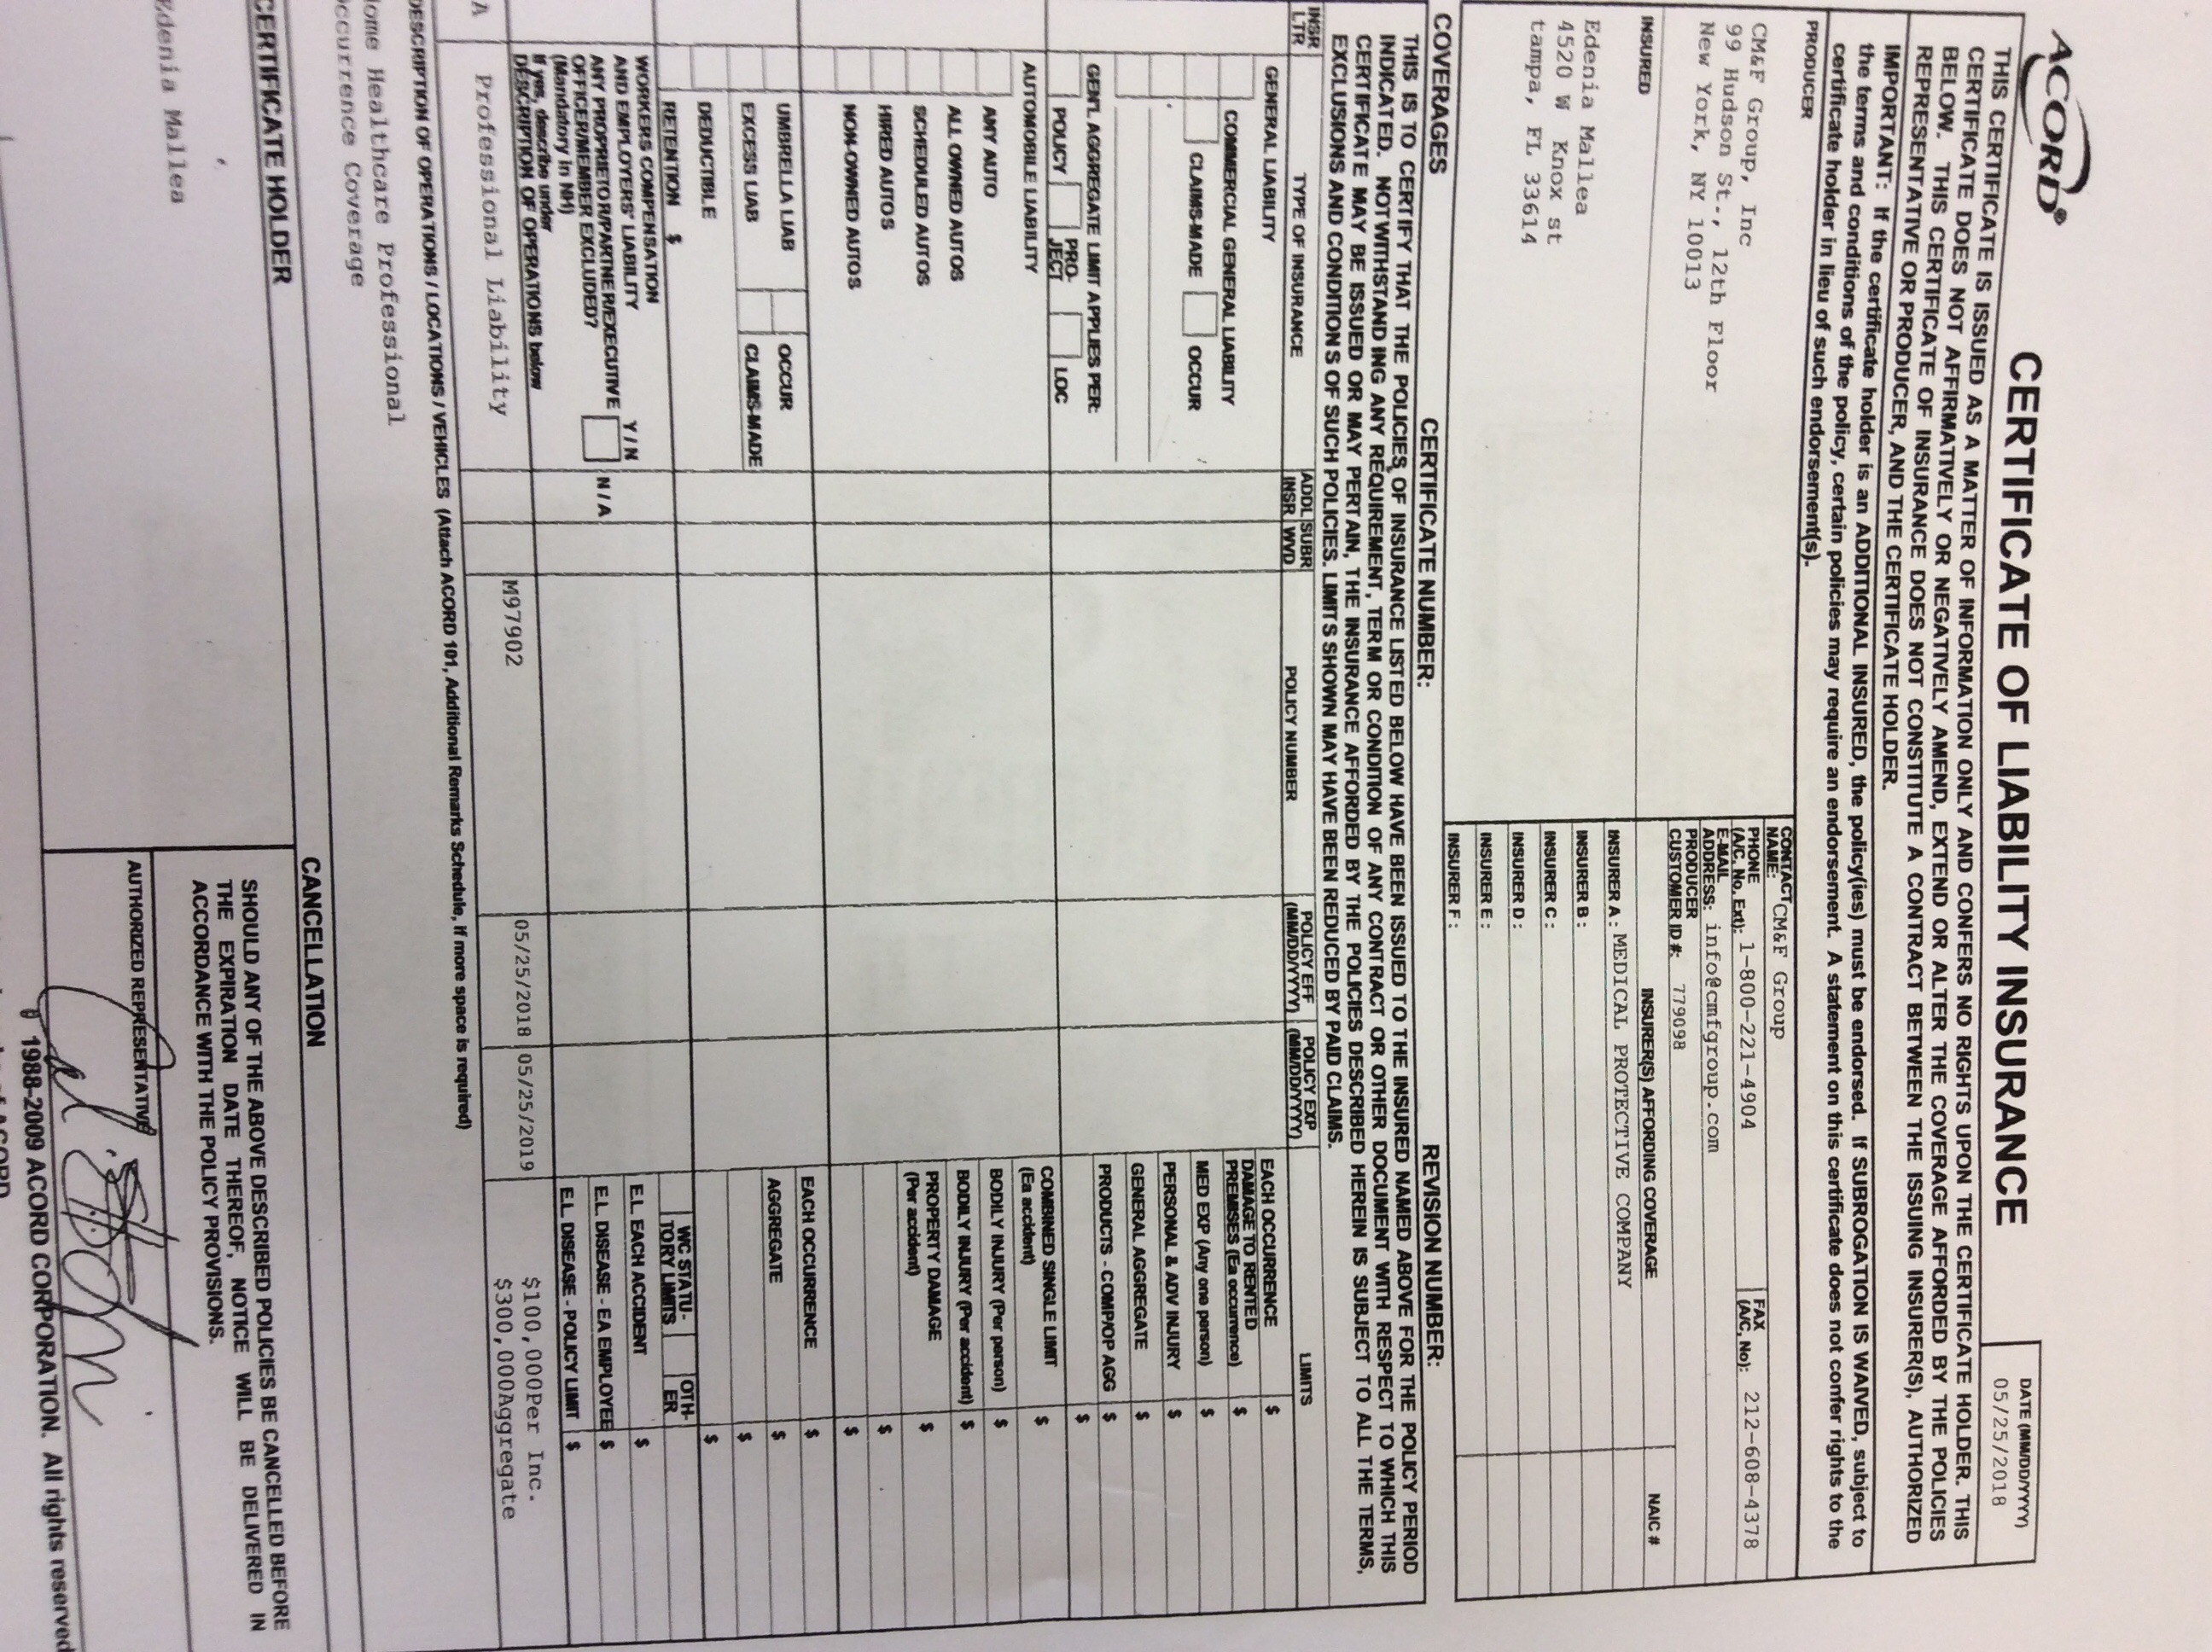 ACORD®
CERTIFICATE OF LIABILITY INSURANCE
DATE (MM/DD/YYYY)
05/25/2018
THIS CERTIFICATE IS ISSUED AS A MATTER OF INFORMATION ONLY AND CONFERS NO RIGHTS UPON THE CERTIFICATE HOLDER. THIS
CERTIFICATE DOES NOT AFFIRMATIVELY OR NEGATIVELY AMEND, EXTEND OR ALTER THE COVERAGE AFFORDED BY THE POLICIES
BELOW. THIS CERTIFICATE OF INSURANCE DOES NOT CONSTITUTE A CONTRACT BETWEEN THE ISSUING INSURER(S), AUTHORIZED
REPRESENTATIVE OR PRODUCER, AND THE CERTIFICATE HOLDER.
IMPORTANT: If the certificate holder is an ADDITIONAL INSURED, the policy(ies) must be endorsed. If SUBROGATION IS WAIVED, subject to
the terms and conditions of the policy, certain policies may require an endorsement. A statement on this certificate does not confer rights to the
certificate holder in lieu of such endorsement(s).
PRODUCER
CM&F Group, Inc
99 Hudson St., 12th Floor
New York, NY 10013
CONTACT NAME: CM&F Group
PHONE (A/C, No, Ext): 1-800-221-4904
FAX (A/C, No): 212-608-4378
E-MAIL ADDRESS: info@cmfgroup.com
PRODUCER CUSTOMER ID #: 779098
INSURED
Edenia Mallea
4520 W Knox st
tampa, FL 33614
INSURER(S) AFFORDING COVERAGE NAIC #
INSURER A : MEDICAL PROTECTIVE COMPANY
INSURER B :
INSURER C :
INSURER D :
INSURER E :
INSURER F :
COVERAGES CERTIFICATE NUMBER: REVISION NUMBER:
THIS IS TO CERTIFY THAT THE POLICIES OF INSURANCE LISTED BELOW HAVE BEEN ISSUED TO THE INSURED NAMED ABOVE FOR THE POLICY PERIOD
INDICATED. NOTWITHSTAND ING ANY REQUIREMENT, TERM OR CONDITION OF ANY CONTRACT OR OTHER DOCUMENT WITH RESPECT TO WHICH THIS
CERTIFICATE MAY BE ISSUED OR MAY PERTAIN, THE INSURANCE AFFORDED BY THE POLICIES DESCRIBED HEREIN IS SUBJECT TO ALL THE TERMS,
EXCLUSIONS AND CONDITIONS OF SUCH POLICIES. LIMITS SHOWN MAY HAVE BEEN REDUCED BY PAID CLAIMS.
INSR LTR TYPE OF INSURANCE ADDL INSR SUBR WVD POLICY NUMBER POLICY EFF (MM/DD/YYYY) POLICY EXP (MM/DD/YYYY) LIMITS
GENERAL LIABILITY
COMMERCIAL GENERAL LIABILITY
CLAIMS-MADE OCCUR
GEN'L AGGREGATE LIMIT APPLIES PER:
POLICY PRO-JECT LOC
EACH OCCURRENCE $
DAMAGE TO RENTED PREMISES (Ea occurrence) $
MED EXP (Any one person) $
PERSONAL & ADV INJURY $
GENERAL AGGREGATE $
PRODUCTS - COMP/OP AGG $
$
AUTOMOBILE LIABILITY
ANY AUTO
ALL OWNED AUTOS
SCHEDULED AUTOS
HIRED AUTOS
NON-OWNED AUTOS
COMBINED SINGLE LIMIT (Ea accident) $
BODILY INJURY (Per person) $
BODILY INJURY (Per accident) $
PROPERTY DAMAGE (Per accident) $
$
$
UMBRELLA LIAB OCCUR
EXCESS LIAB CLAIMS-MADE
DEDUCTIBLE
RETENTION $
EACH OCCURRENCE $
AGGREGATE $
$
$
WORKERS COMPENSATION
AND EMPLOYERS' LIABILITY Y / N
ANY PROPRIETOR/PARTNER/EXECUTIVE
OFFICER/MEMBER EXCLUDED?
(Mandatory in NH)
If yes, describe under
DESCRIPTION OF OPERATIONS below
N / A
WC STATU-TORY LIMITS OTH-ER
E.L. EACH ACCIDENT $
E.L. DISEASE - EA EMPLOYEE $
E.L. DISEASE - POLICY LIMIT $
A Professional Liability M97902 05/25/2018 05/25/2019 $100,000Per Inc.
$300,000Aggregate
DESCRIPTION OF OPERATIONS / LOCATIONS / VEHICLES (Attach ACORD 101, Additional Remarks Schedule, if more space is required)
ome Healthcare Professional
ccurrence Coverage
CERTIFICATE HOLDER
Edenia Mallea
CANCELLATION
SHOULD ANY OF THE ABOVE DESCRIBED POLICIES BE CANCELLED BEFORE
THE EXPIRATION DATE THEREOF, NOTICE WILL BE DELIVERED IN
ACCORDANCE WITH THE POLICY PROVISIONS.
AUTHORIZED REPRESENTATIVE
1988-2009 ACORD CORPORATION. All rights reserved
of ACORD